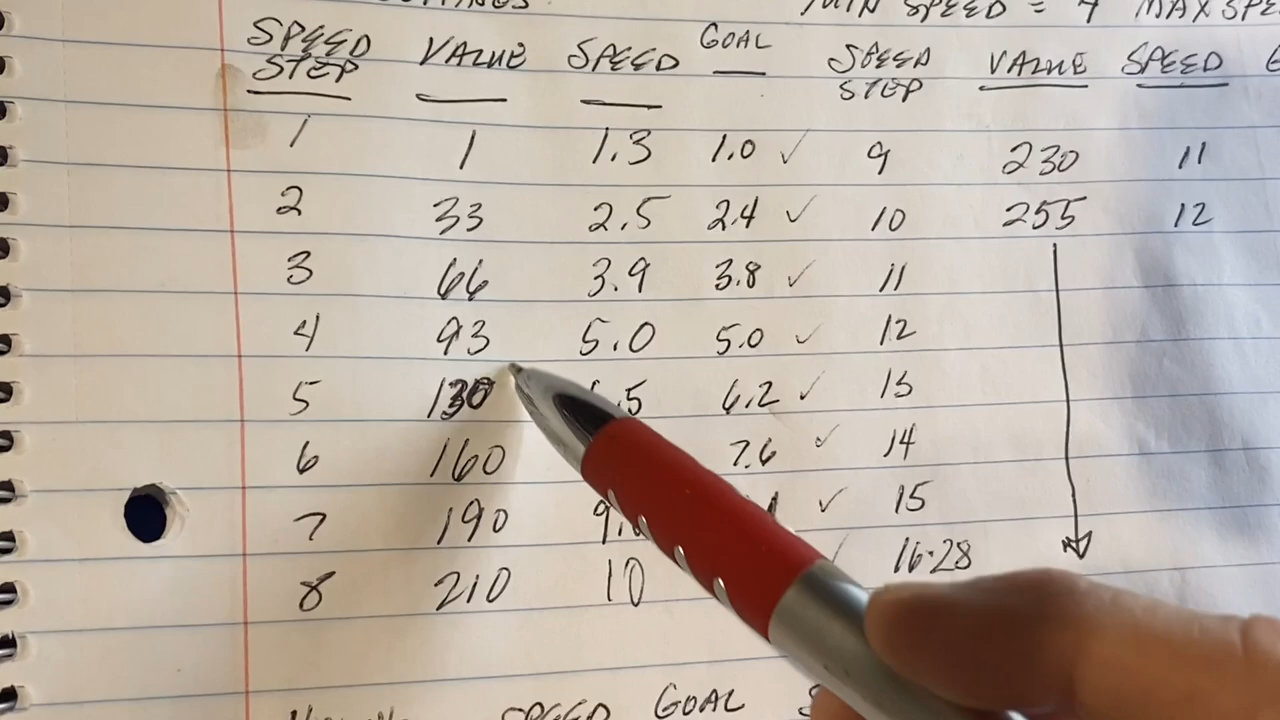 MIN SPEED = 4 MAX
SPEED STEP VALUE SPEED GOAL SPEED STEP VALUE SPEED
1 1 1.3 1.0 ✓ 9 230 11
2 33 2.5 2.4 ✓ 10 255 12
3 66 3.9 3.8 ✓ 11
4 93 5.0 5.0 ✓ 12
5 130 .5 6.2 ✓ 13
6 160 7.6 ✓ 14
7 190 9. ✓ 15
8 210 10 16-28
SPEED GOAL